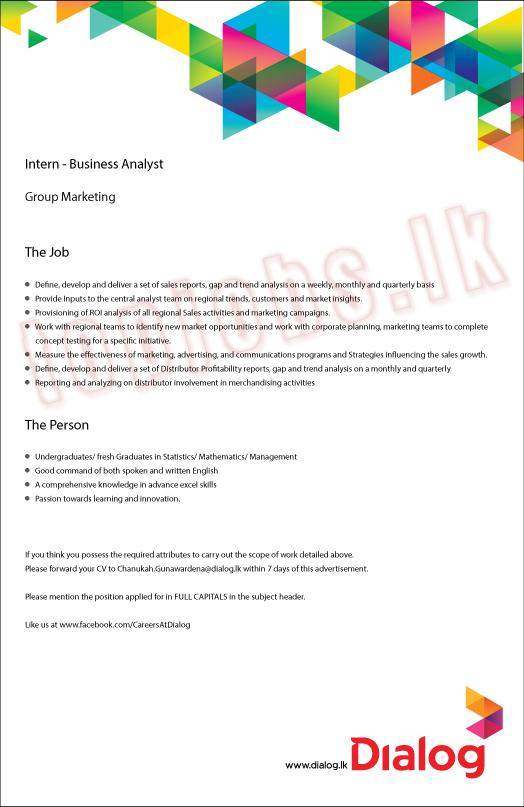 Intern - Business Analyst
Group Marketing
The Job
Define, develop and deliver a set of sales reports, gap and trend analysis on a weekly, monthly and quarterly basis
Provide Inputs to the central analyst team on regional trends, customers and market insights.
Provisioning of ROI analysis of all regional Sales activities and marketing campaigns.
Work with regional teams to identify new market opportunities and work with corporate planning, marketing teams to complete
concept testing for a specific initiative.
Measure the effectiveness of marketing, advertising, and communications programs and Strategies influencing the sales growth.
Define, develop and deliver a set of Distributor Profitability reports, gap and trend analysis on a monthly and quarterly
Reporting and analyzing on distributor involvement in merchandising activities
The Person
Undergraduates/ fresh Graduates in Statistics/ Mathematics/ Management
Good command of both spoken and written English
A comprehensive knowledge in advance excel skills
Passion towards learning and innovation.
If you think you possess the required attributes to carry out the scope of work detailed above.
Please forward your CV to Chanukah.Gunawardena@dialog.lk within 7 days of this advertisement.
Please mention the position applied for in FULL CAPITALS in the subject header.
Like us at www.facebook.com/CareersAtDialog
www.dialog.lk Dialog
topjobs.lk